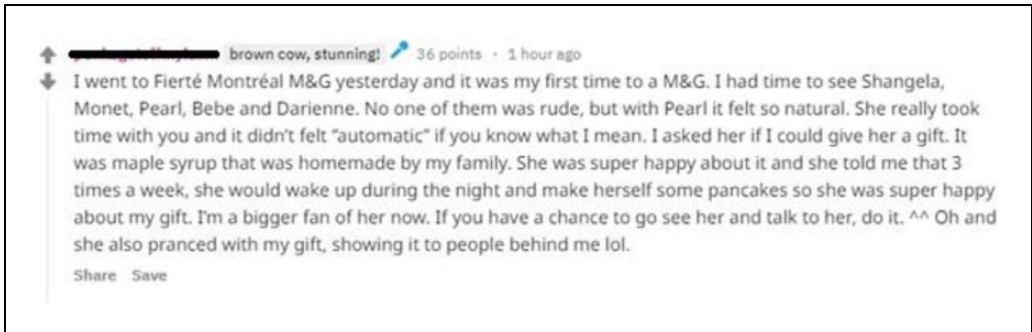 brown cow, stunning! 36 points · 1 hour ago
I went to Fierté Montréal M&G yesterday and it was my first time to a M&G. I had time to see Shangela,
Monet, Pearl, Bebe and Darienne. No one of them was rude, but with Pearl it felt so natural. She really took
time with you and it didn't felt "automatic" if you know what I mean. I asked her if I could give her a gift. It
was maple syrup that was homemade by my family. She was super happy about it and she told me that 3
times a week, she would wake up during the night and make herself some pancakes so she was super happy
about my gift. I'm a bigger fan of her now. If you have a chance to go see her and talk to her, do it. ^^ Oh and
she also pranced with my gift, showing it to people behind me lol.
Share Save